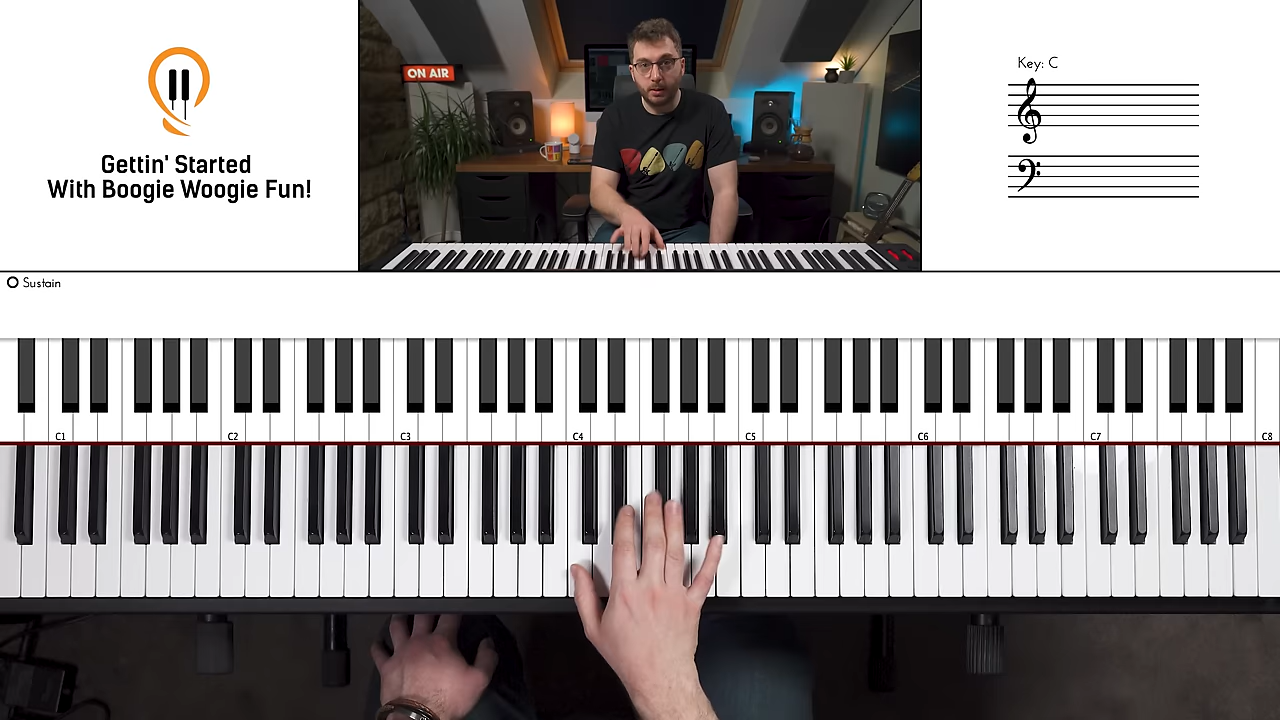 Gettin' Started
With Boogie Woogie Fun!
ON AIR
Key: C
Sustain
C1 C2 C3 C4 C5 C6 C7 C8